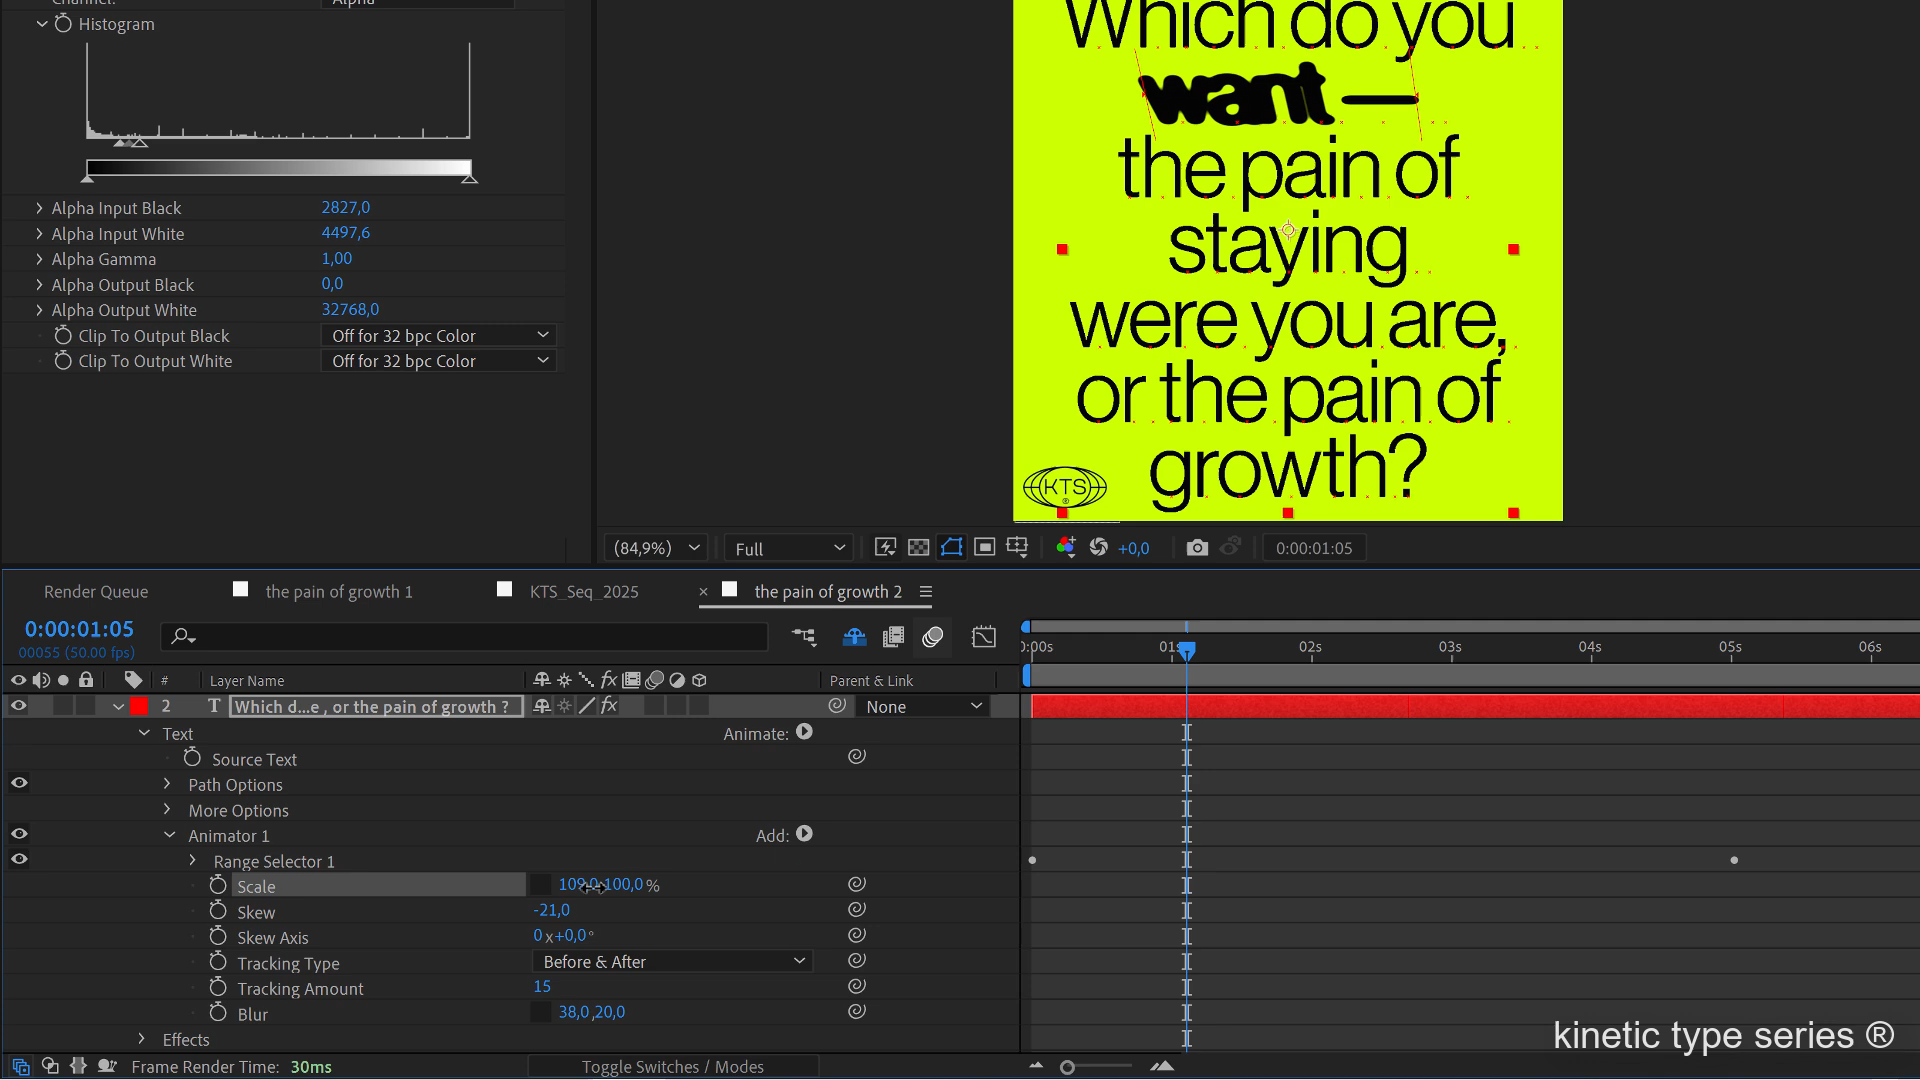 Channel:
Alpha
Histogram
Alpha Input Black 2827,0
Alpha Input White 4497,6
Alpha Gamma 1,00
Alpha Output Black 0,0
Alpha Output White 32768,0
Clip To Output Black Off for 32 bpc Color
Clip To Output White Off for 32 bpc Color
Which do you
want —
the pain of
staying
were you are,
or the pain of
growth?
KTS
®
(84,9%) Full +0,0 0:00:01:05
Render Queue the pain of growth 1 KTS_Seq_2025 × the pain of growth 2
0:00:01:05
00055 (50.00 fps)
0:00s 01s 02s 03s 04s 05s 06s
# Layer Name fx Parent & Link
2 T Which d...e , or the pain of growth ? fx None
Text Animate:
Source Text
Path Options
More Options
Animator 1 Add:
Range Selector 1
Scale 109,0 100,0 %
Skew -21,0
Skew Axis 0 x +0,0 °
Tracking Type Before & After
Tracking Amount 15
Blur 38,0 ,20,0
Effects
Frame Render Time: 30ms Toggle Switches / Modes
kinetic type series ®